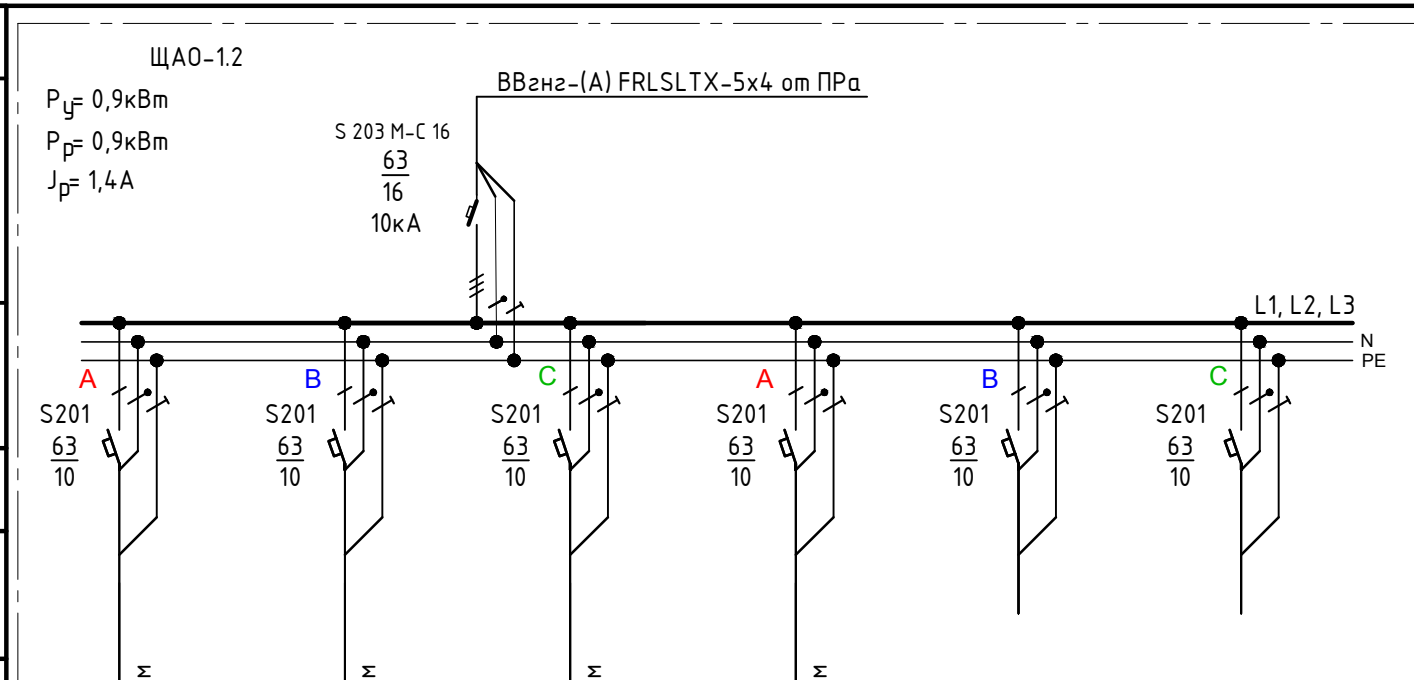 ЩАО-1.2
Pу= 0,9кВт
Pр= 0,9кВт
Jр= 1,4А
ВВгнг-(А) FRLSLTX-5х4 от ПРа
S 203 M-C 16
63
16
10кА
L1, L2, L3
N
PE
A
B
C
A
B
C
S201
S201
S201
S201
S201
S201
63
63
63
63
63
63
10
10
10
10
10
10